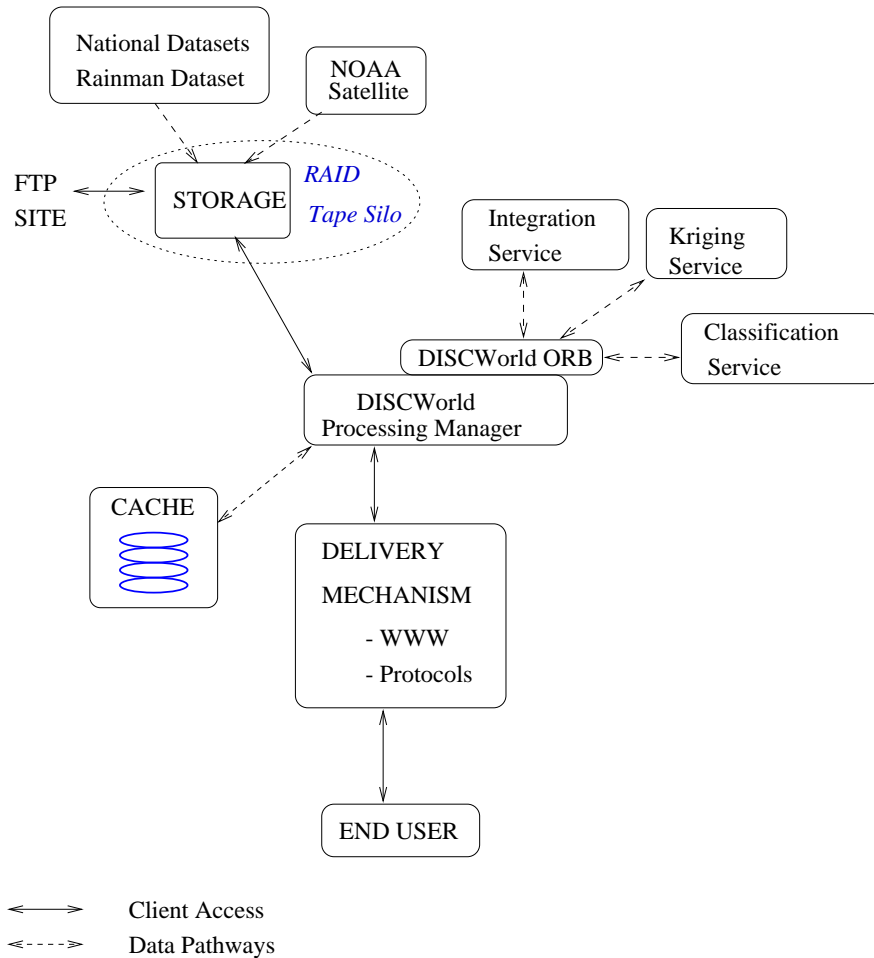 National Datasets
Rainman Dataset
NOAA
Satellite
FTP
SITE
STORAGE
RAID
Tape Silo
Integration
Service
Kriging
Service
Classification
Service
DISCWorld ORB
DISCWorld
Processing Manager
CACHE
DELIVERY
MECHANISM
- WWW
- Protocols
END USER
Client Access
Data Pathways